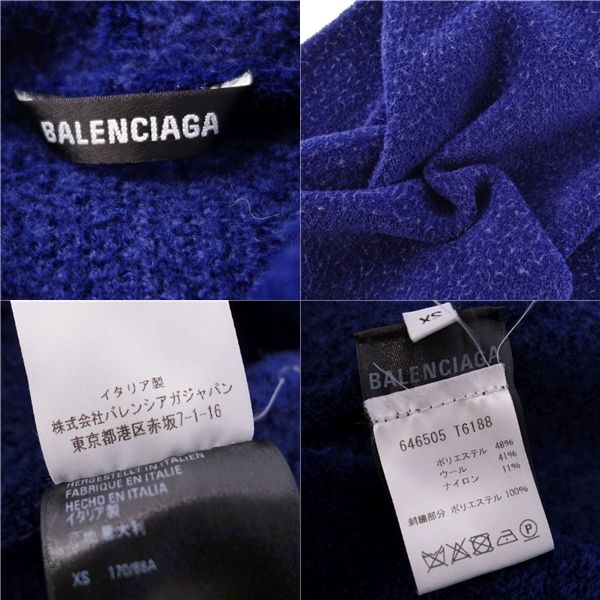 BALENCIAGA
イタリア製
株式会社バレンシアガジャパン
東京都港区赤坂7-1-16
HERGESTELLT IN ITALIEN
FABRIQUE EN ITALIE
HECHO EN ITALIA
イタリア製
意大利
XS 170/88A
XS
BALENCIAGA
646505 T6188
ポリエステル 48%
ウール 41%
ナイロン 11%
刺繍部分 ポリエステル 100%